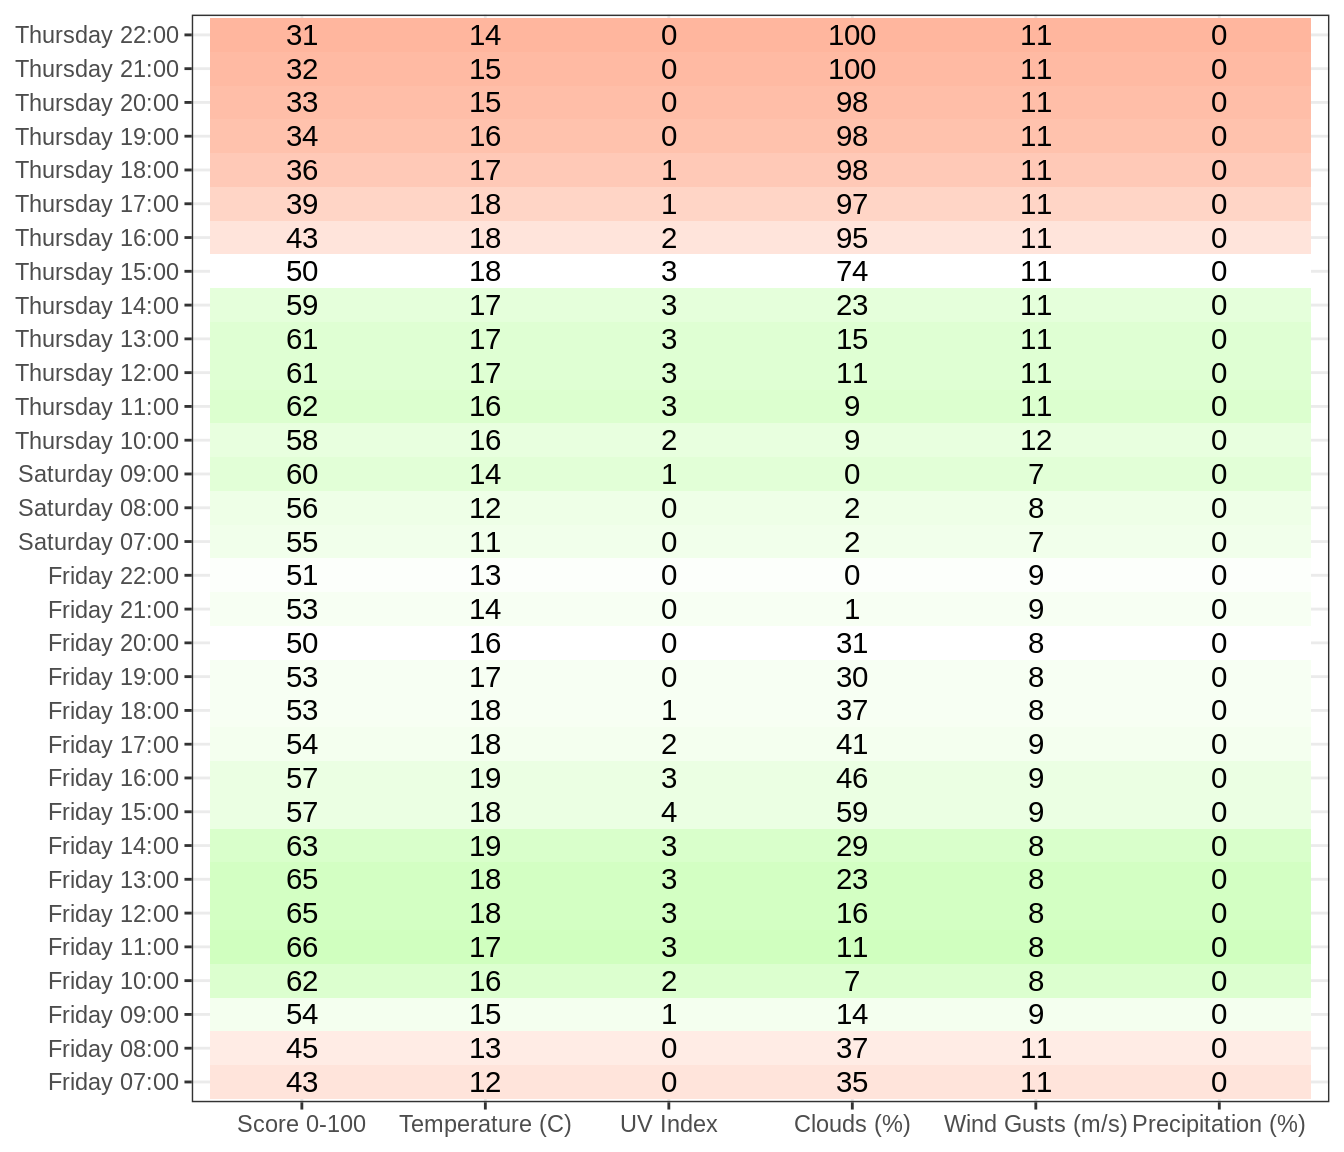 Thursday 22:00 31 14 0 100 11 0
Thursday 21:00 32 15 0 100 11 0
Thursday 20:00 33 15 0 98 11 0
Thursday 19:00 34 16 0 98 11 0
Thursday 18:00 36 17 1 98 11 0
Thursday 17:00 39 18 1 97 11 0
Thursday 16:00 43 18 2 95 11 0
Thursday 15:00 50 18 3 74 11 0
Thursday 14:00 59 17 3 23 11 0
Thursday 13:00 61 17 3 15 11 0
Thursday 12:00 61 17 3 11 11 0
Thursday 11:00 62 16 3 9 11 0
Thursday 10:00 58 16 2 9 12 0
Saturday 09:00 60 14 1 0 7 0
Saturday 08:00 56 12 0 2 8 0
Saturday 07:00 55 11 0 2 7 0
Friday 22:00 51 13 0 0 9 0
Friday 21:00 53 14 0 1 9 0
Friday 20:00 50 16 0 31 8 0
Friday 19:00 53 17 0 30 8 0
Friday 18:00 53 18 1 37 8 0
Friday 17:00 54 18 2 41 9 0
Friday 16:00 57 19 3 46 9 0
Friday 15:00 57 18 4 59 9 0
Friday 14:00 63 19 3 29 8 0
Friday 13:00 65 18 3 23 8 0
Friday 12:00 65 18 3 16 8 0
Friday 11:00 66 17 3 11 8 0
Friday 10:00 62 16 2 7 8 0
Friday 09:00 54 15 1 14 9 0
Friday 08:00 45 13 0 37 11 0
Friday 07:00 43 12 0 35 11 0
Score 0-100 Temperature (C) UV Index Clouds (%) Wind Gusts (m/s) Precipitation (%)